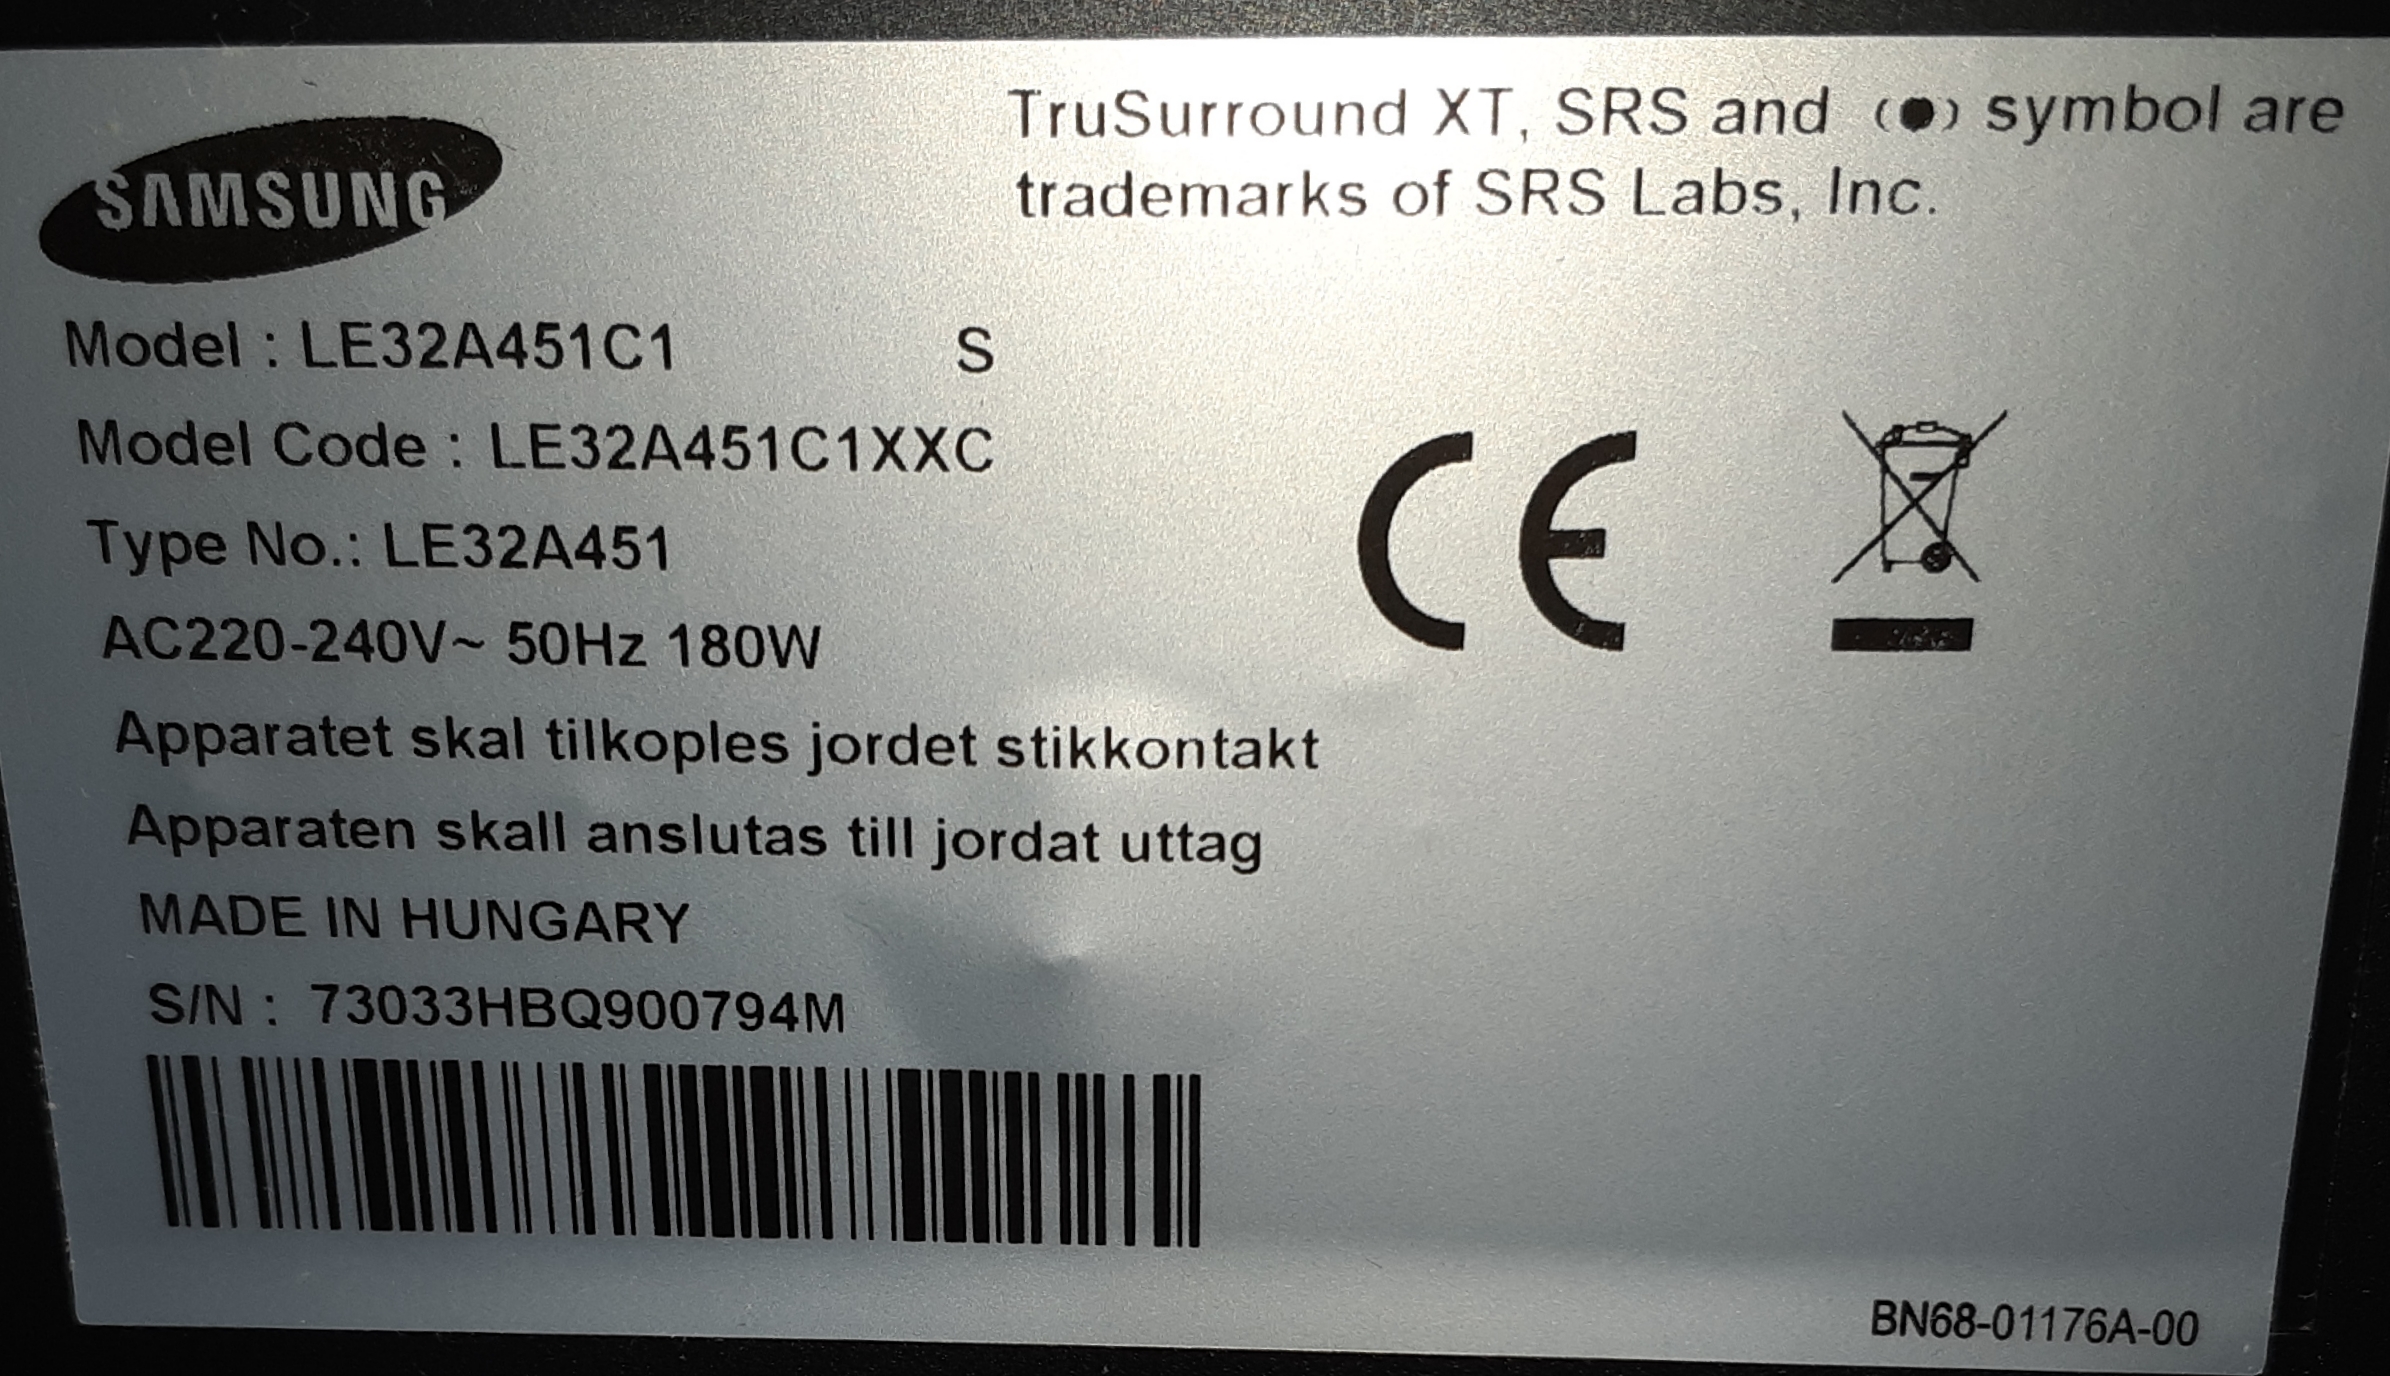 SAMSUNG
TruSurround XT, SRS and (●) symbol are
trademarks of SRS Labs, Inc.
Model : LE32A451C1 S
Model Code : LE32A451C1XXC
Type No.: LE32A451
AC220-240V~ 50Hz 180W
Apparatet skal tilkoples jordet stikkontakt
Apparaten skall anslutas till jordat uttag
MADE IN HUNGARY
S/N : 73033HBQ900794M
CE
BN68-01176A-00